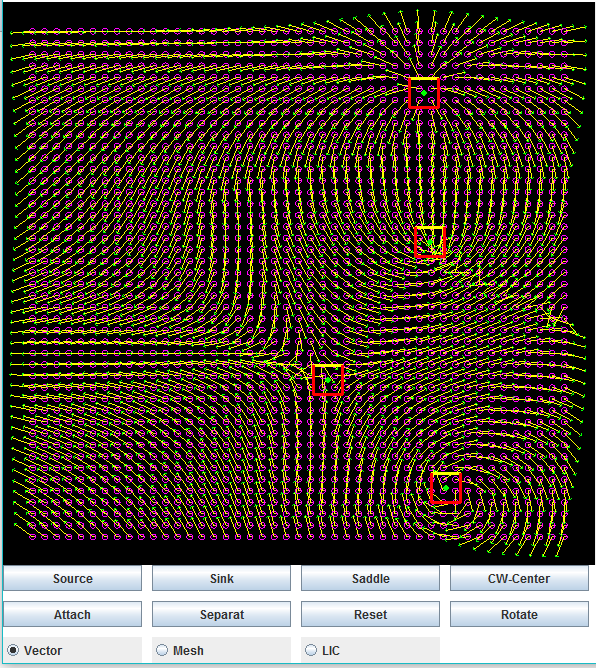 Source Sink Saddle CW-Center
Attach Separat Reset Rotate
Vector Mesh LIC